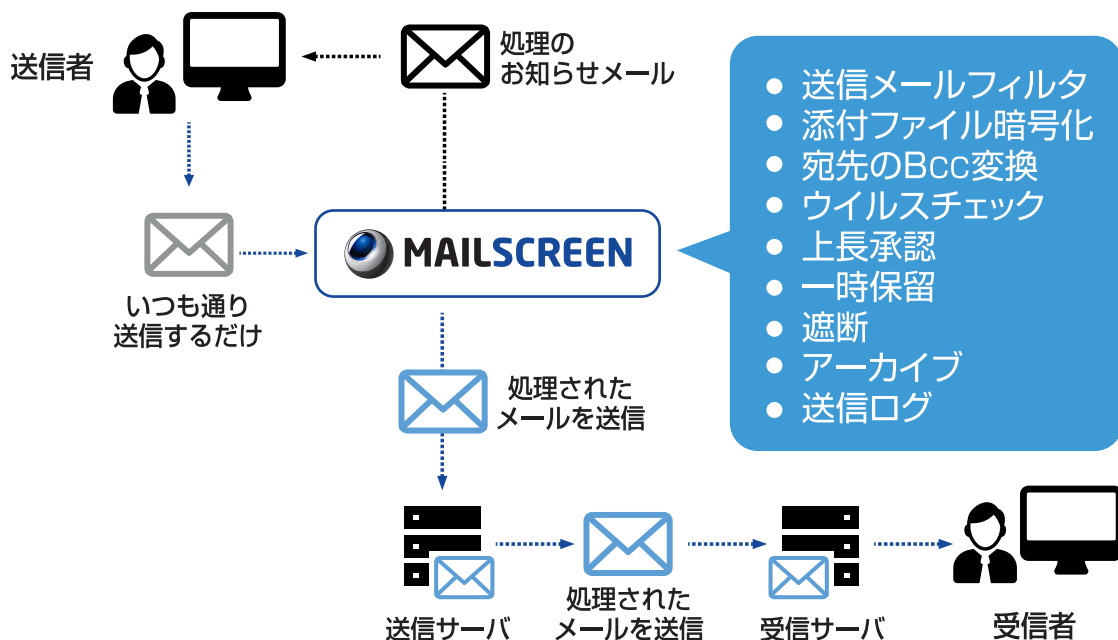 送信者
処理の
お知らせメール
いつも通り
送信するだけ
MAILSCREEN
処理された
メールを送信
● 送信メールフィルタ
● 添付ファイル暗号化
● 宛先のBcc変換
● ウイルスチェック
● 上長承認
● 一時保留
● 遮断
● アーカイブ
● 送信ログ
送信サーバ
処理された
メールを送信
受信サーバ
受信者